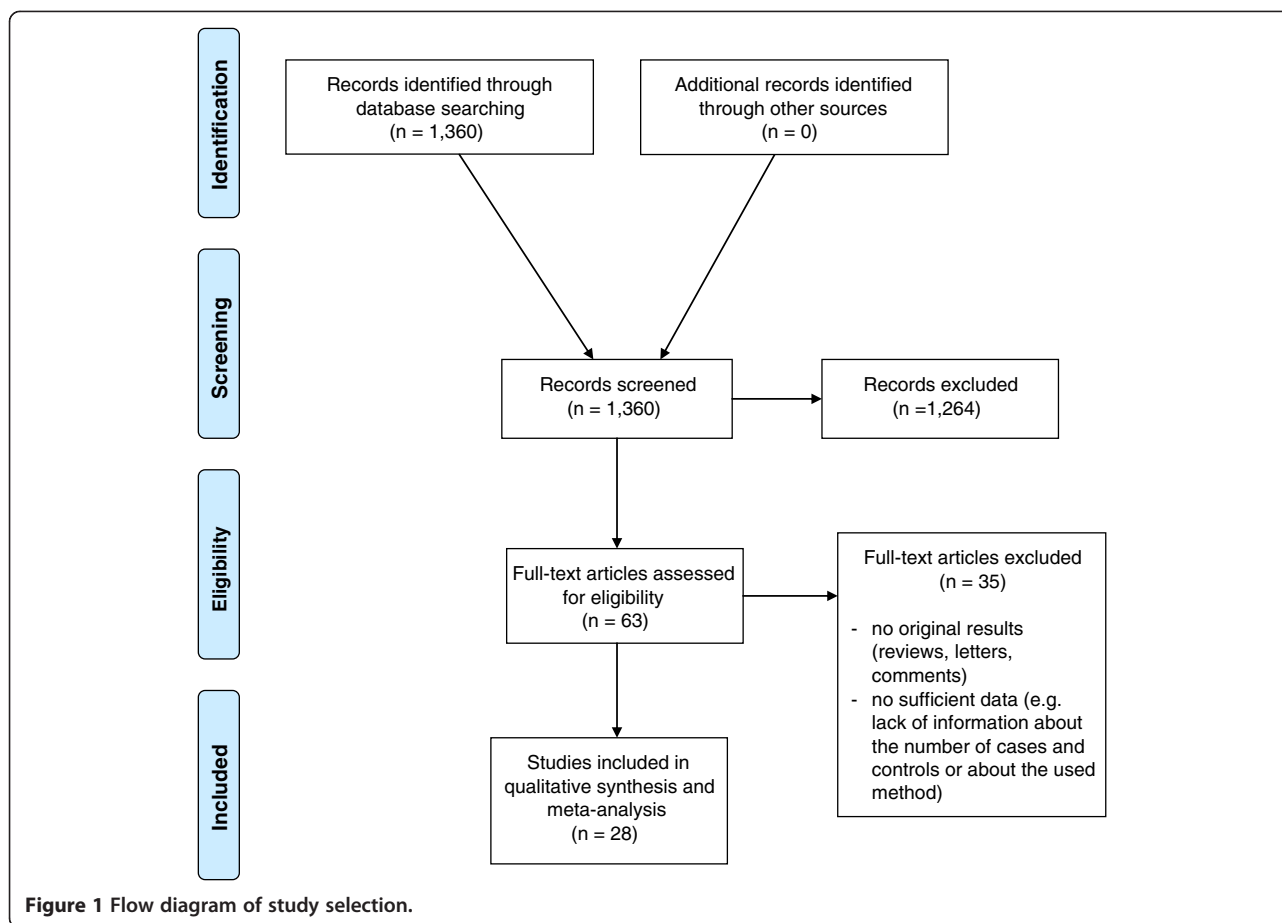 Identification
Records identified through
database searching
(n = 1,360)
Additional records identified
through other sources
(n = 0)
Screening
Records screened
(n = 1,360)
Records excluded
(n =1,264)
Eligibility
Full-text articles assessed
for eligibility
(n = 63)
Full-text articles excluded
(n = 35)
- no original results
(reviews, letters,
comments)
- no sufficient data (e.g.
lack of information about
the number of cases and
controls or about the used
method)
Included
Studies included in
qualitative synthesis and
meta-analysis
(n = 28)
Figure 1 Flow diagram of study selection.